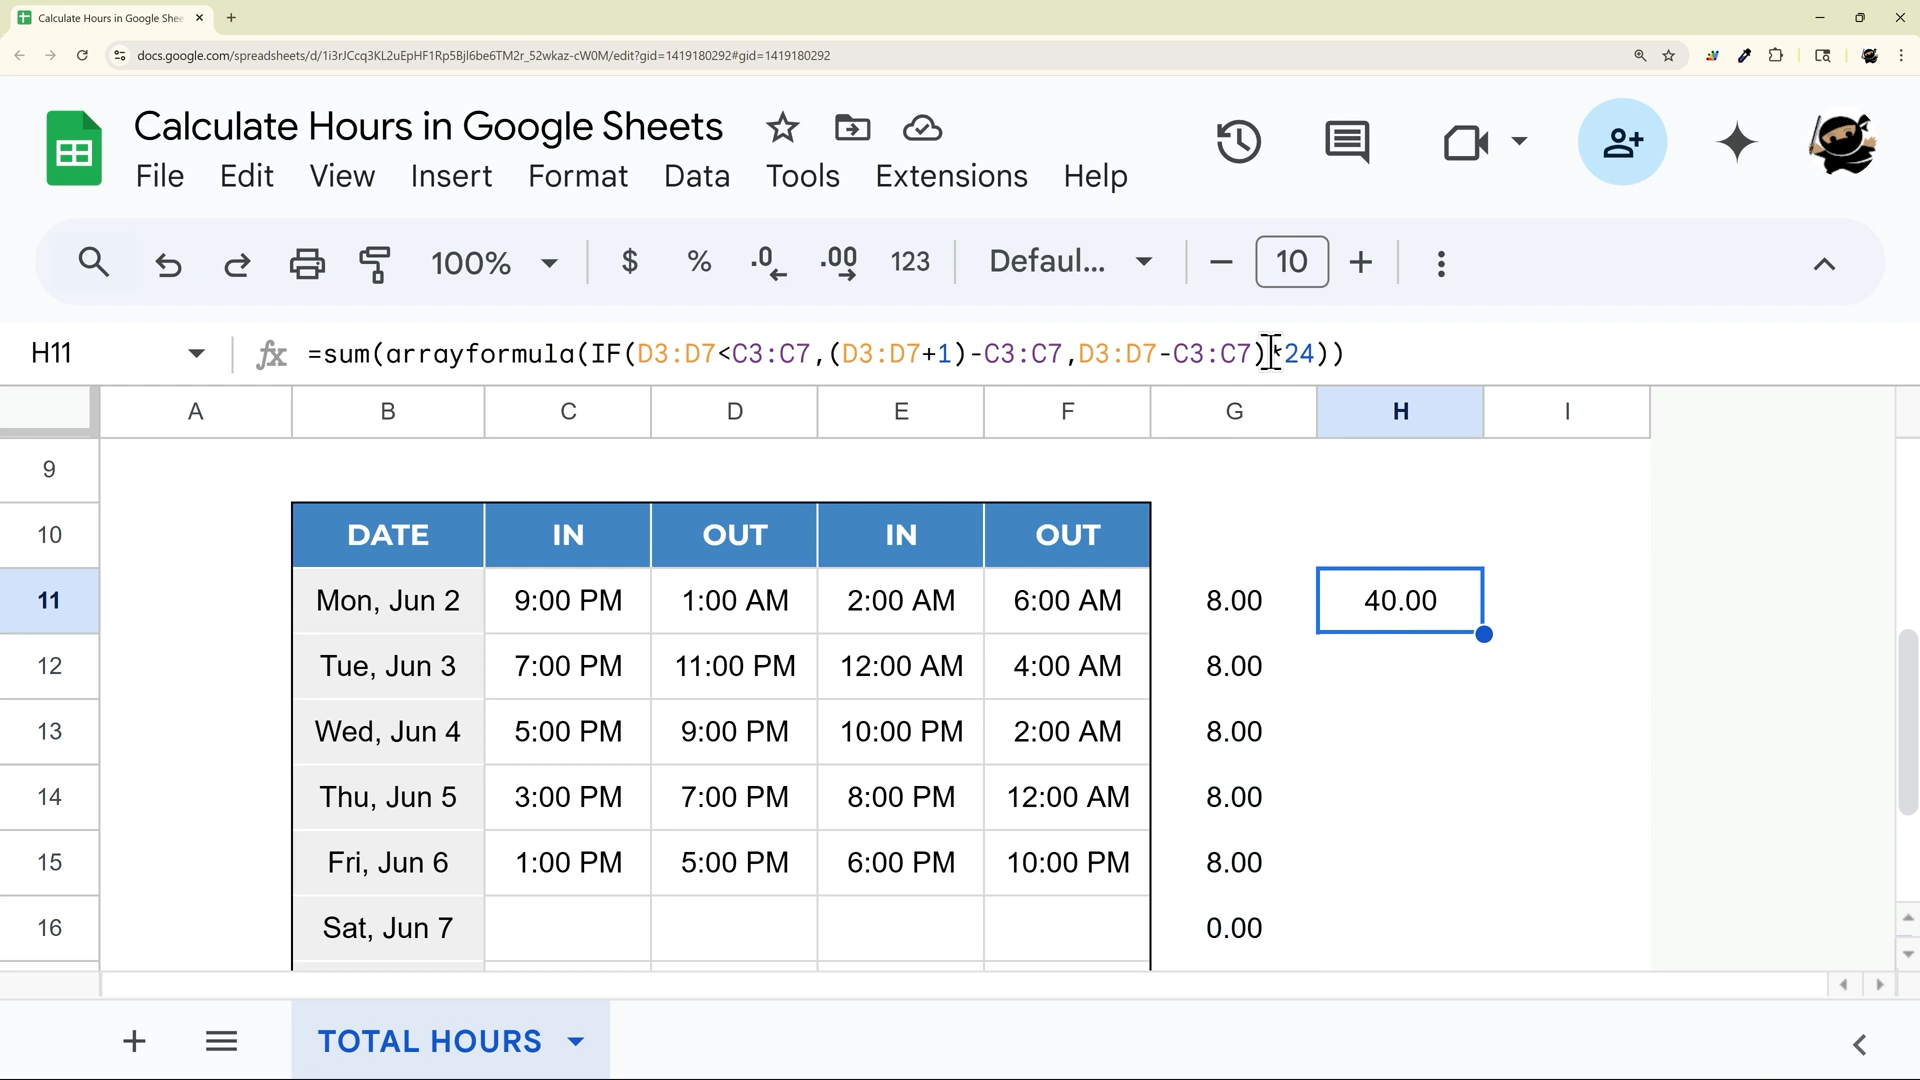 Calculate Hours in Google Shee
docs.google.com/spreadsheets/d/1i3rJCcq3KL2uEpHF1Rp5Bjl6be6TM2r_52wkaz-cW0M/edit?gid=1419180292#gid=1419180292
Calculate Hours in Google Sheets
File Edit View Insert Format Data Tools Extensions Help
100% $ % .0 .00 123 Defaul... 10
H11 fx =sum(arrayformula(IF(D3:D7<C3:C7,(D3:D7+1)-C3:C7,D3:D7-C3:C7)*24))
A B C D E F G H I
9
10 DATE IN OUT IN OUT
11 Mon, Jun 2 9:00 PM 1:00 AM 2:00 AM 6:00 AM 8.00 40.00
12 Tue, Jun 3 7:00 PM 11:00 PM 12:00 AM 4:00 AM 8.00
13 Wed, Jun 4 5:00 PM 9:00 PM 10:00 PM 2:00 AM 8.00
14 Thu, Jun 5 3:00 PM 7:00 PM 8:00 PM 12:00 AM 8.00
15 Fri, Jun 6 1:00 PM 5:00 PM 6:00 PM 10:00 PM 8.00
16 Sat, Jun 7 0.00
TOTAL HOURS